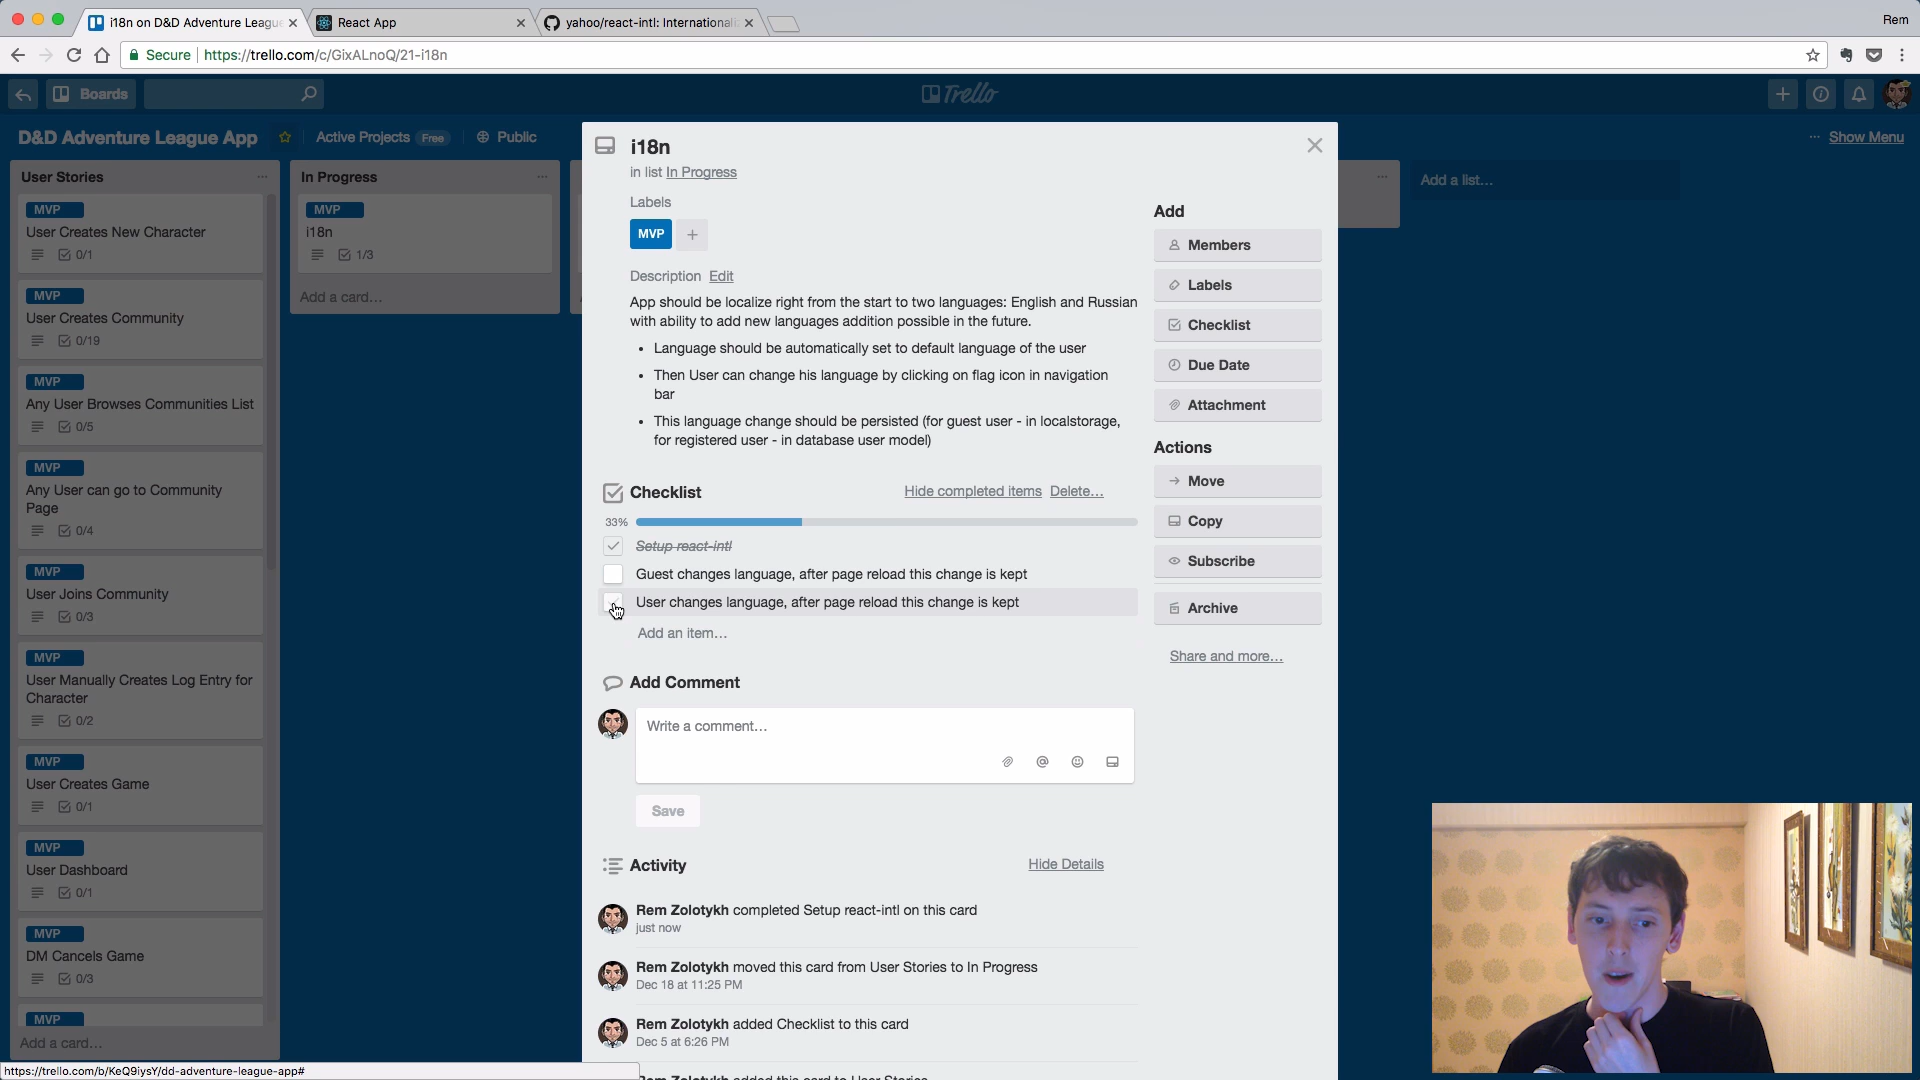 i18n on D&D Adventure Leagu
React App
yahoo/react-intl: Internationali
Rem
Secure
https://trello.com/c/GixALnoQ/21-i18n
Boards
Trello
D&D Adventure League App
Active Projects
Free
Public
Show Menu
User Stories
MVP
User Creates New Character
0/1
MVP
User Creates Community
0/19
MVP
Any User Browses Communities List
0/5
MVP
Any User can go to Community
Page
0/4
MVP
User Joins Community
0/3
MVP
User Manually Creates Log Entry for
Character
0/2
MVP
User Creates Game
0/1
MVP
User Dashboard
0/1
MVP
DM Cancels Game
0/3
MVP
Add a card...
In Progress
MVP
i18n
1/3
Add a card...
Add a list...
i18n
in list In Progress
Labels
MVP
Description Edit
App should be localize right from the start to two languages: English and Russian
with ability to add new languages addition possible in the future.
• Language should be automatically set to default language of the user
• Then User can change his language by clicking on flag icon in navigation
bar
• This language change should be persisted (for guest user - in localstorage,
for registered user - in database user model)
Checklist
Hide completed items
Delete...
33%
Setup react-intl
Guest changes language, after page reload this change is kept
User changes language, after page reload this change is kept
Add an item...
Add Comment
Write a comment...
Save
Activity
Hide Details
Rem Zolotykh completed Setup react-intl on this card
just now
Rem Zolotykh moved this card from User Stories to In Progress
Dec 18 at 11:25 PM
Rem Zolotykh added Checklist to this card
Dec 5 at 6:26 PM
Rem Zolotykh added this card to User Stories
Add
Members
Labels
Checklist
Due Date
Attachment
Actions
Move
Copy
Subscribe
Archive
Share and more...
https://trello.com/b/KeQ9iysY/dd-adventure-league-app#